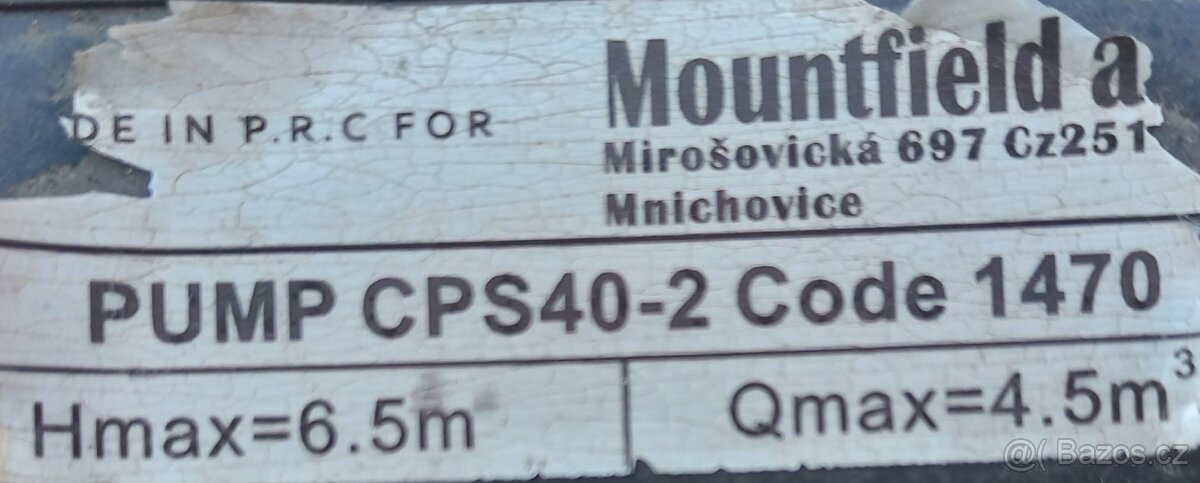 DE IN P.R.C FOR
Mountfield a
Mirošovická 697 Cz251
Mnichovice
PUMP CPS40-2 Code 1470
Hmax=6.5m
Qmax=4.5m³
@( Bazos.cz